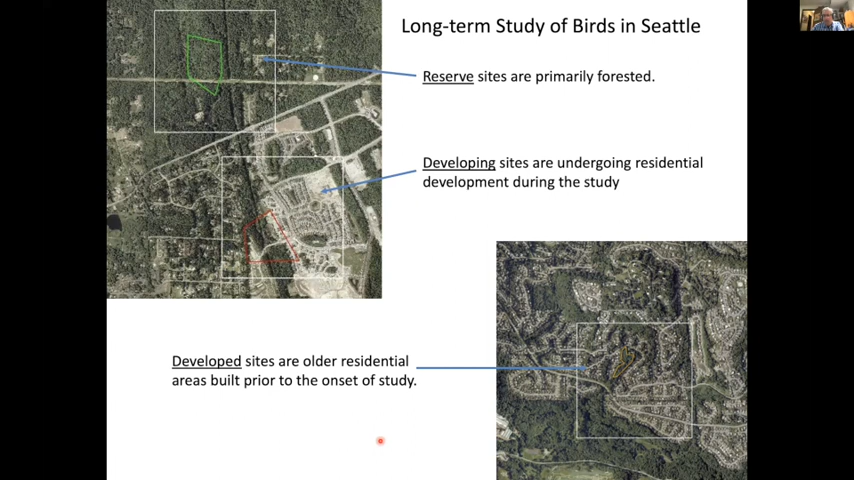 Long-term Study of Birds in Seattle
Reserve sites are primarily forested.
Developing sites are undergoing residential
development during the study
Developed sites are older residential
areas built prior to the onset of study.